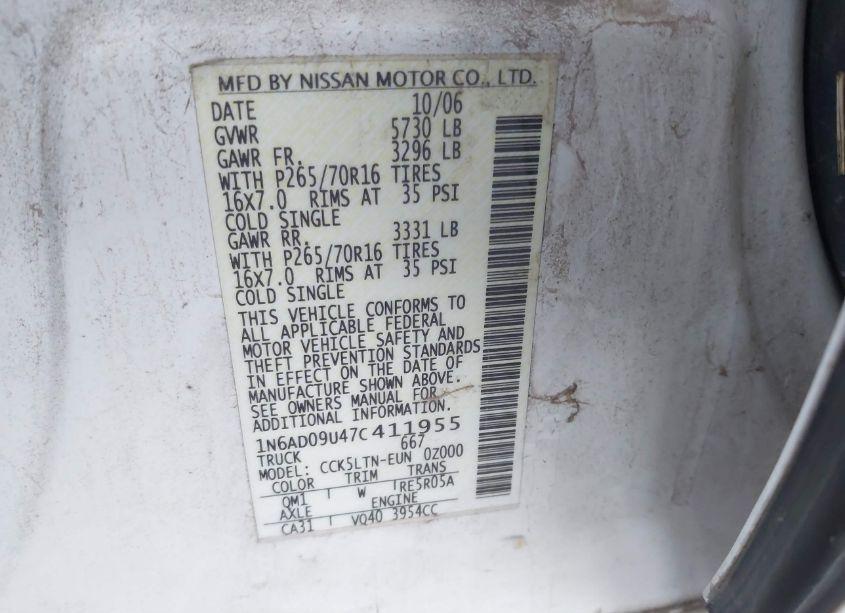 MFD BY NISSAN MOTOR CO., LTD.
DATE 10/06
GVWR 5730 LB
GAWR FR. 3296 LB
WITH P265/70R16 TIRES
16X7.0 RIMS AT 35 PSI
COLD SINGLE
GAWR RR. 3331 LB
WITH P265/70R16 TIRES
16X7.0 RIMS AT 35 PSI
COLD SINGLE
THIS VEHICLE CONFORMS TO
ALL APPLICABLE FEDERAL
MOTOR VEHICLE SAFETY AND
THEFT PREVENTION STANDARDS
IN EFFECT ON THE DATE OF
MANUFACTURE SHOWN ABOVE.
SEE OWNERS MANUAL FOR
ADDITIONAL INFORMATION.
1N6AD09U47C411955
TRUCK 667
MODEL: CCK5LTN-EUN 0Z000
COLOR TRIM TRANS
QM1 W RE5R05A
AXLE ENGINE
CA31 VQ40 3954CC